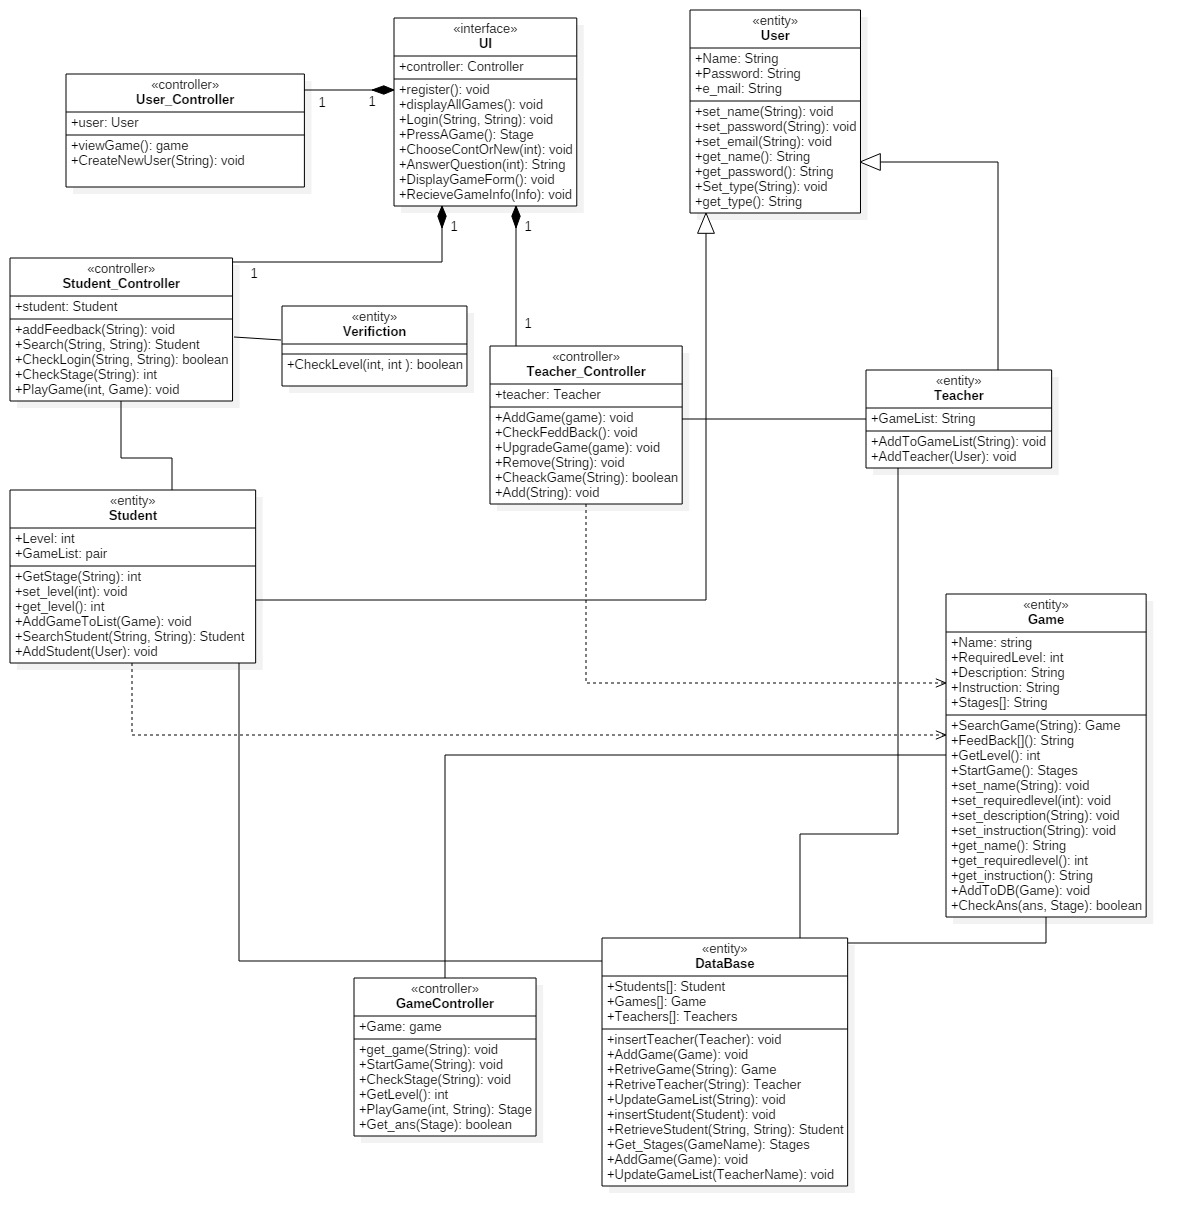 «interface»
UI
+controller: Controller
+register(): void
+displayAllGames(): void
+Login(String, String): void
+PressAGame(): Stage
+ChooseContOrNew(int): void
+AnswerQuestion(int): String
+DisplayGameForm(): void
+RecieveGameInfo(Info): void
«entity»
User
+Name: String
+Password: String
+e_mail: String
+set_name(String): void
+set_password(String): void
+set_email(String): void
+get_name(): String
+get_password(): String
+Set_type(String): void
+get_type(): String
«controller»
User_Controller
+user: User
+viewGame(): game
+CreateNewUser(String): void
1
1
1
1
1
1
«controller»
Student_Controller
+student: Student
+addFeedback(String): void
+Search(String, String): Student
+CheckLogin(String, String): boolean
+CheckStage(String): int
+PlayGame(int, Game): void
«entity»
Verifiction
+CheckLevel(int, int ): boolean
«controller»
Teacher_Controller
+teacher: Teacher
+AddGame(game): void
+CheckFeddBack(): void
+UpgradeGame(game): void
+Remove(String): void
+CheackGame(String): boolean
+Add(String): void
«entity»
Teacher
+GameList: String
+AddToGameList(String): void
+AddTeacher(User): void
«entity»
Student
+Level: int
+GameList: pair
+GetStage(String): int
+set_level(int): void
+get_level(): int
+AddGameToList(Game): void
+SearchStudent(String, String): Student
+AddStudent(User): void
«entity»
Game
+Name: string
+RequiredLevel: int
+Description: String
+Instruction: String
+Stages[]: String
+SearchGame(String): Game
+FeedBack[](): String
+GetLevel(): int
+StartGame(): Stages
+set_name(String): void
+set_requiredlevel(int): void
+set_description(String): void
+set_instruction(String): void
+get_name(): String
+get_requiredlevel(): int
+get_instruction(): String
+AddToDB(Game): void
+CheckAns(ans, Stage): boolean
«controller»
GameController
+Game: game
+get_game(String): void
+StartGame(String): void
+CheckStage(String): void
+GetLevel(): int
+PlayGame(int, String): Stage
+Get_ans(Stage): boolean
«entity»
DataBase
+Students[]: Student
+Games[]: Game
+Teachers[]: Teachers
+insertTeacher(Teacher): void
+AddGame(Game): void
+RetriveGame(String): Game
+RetriveTeacher(String): Teacher
+UpdateGameList(String): void
+insertStudent(Student): void
+RetrieveStudent(String, String): Student
+Get_Stages(GameName): Stages
+AddGame(Game): void
+UpdateGameList(TeacherName): void